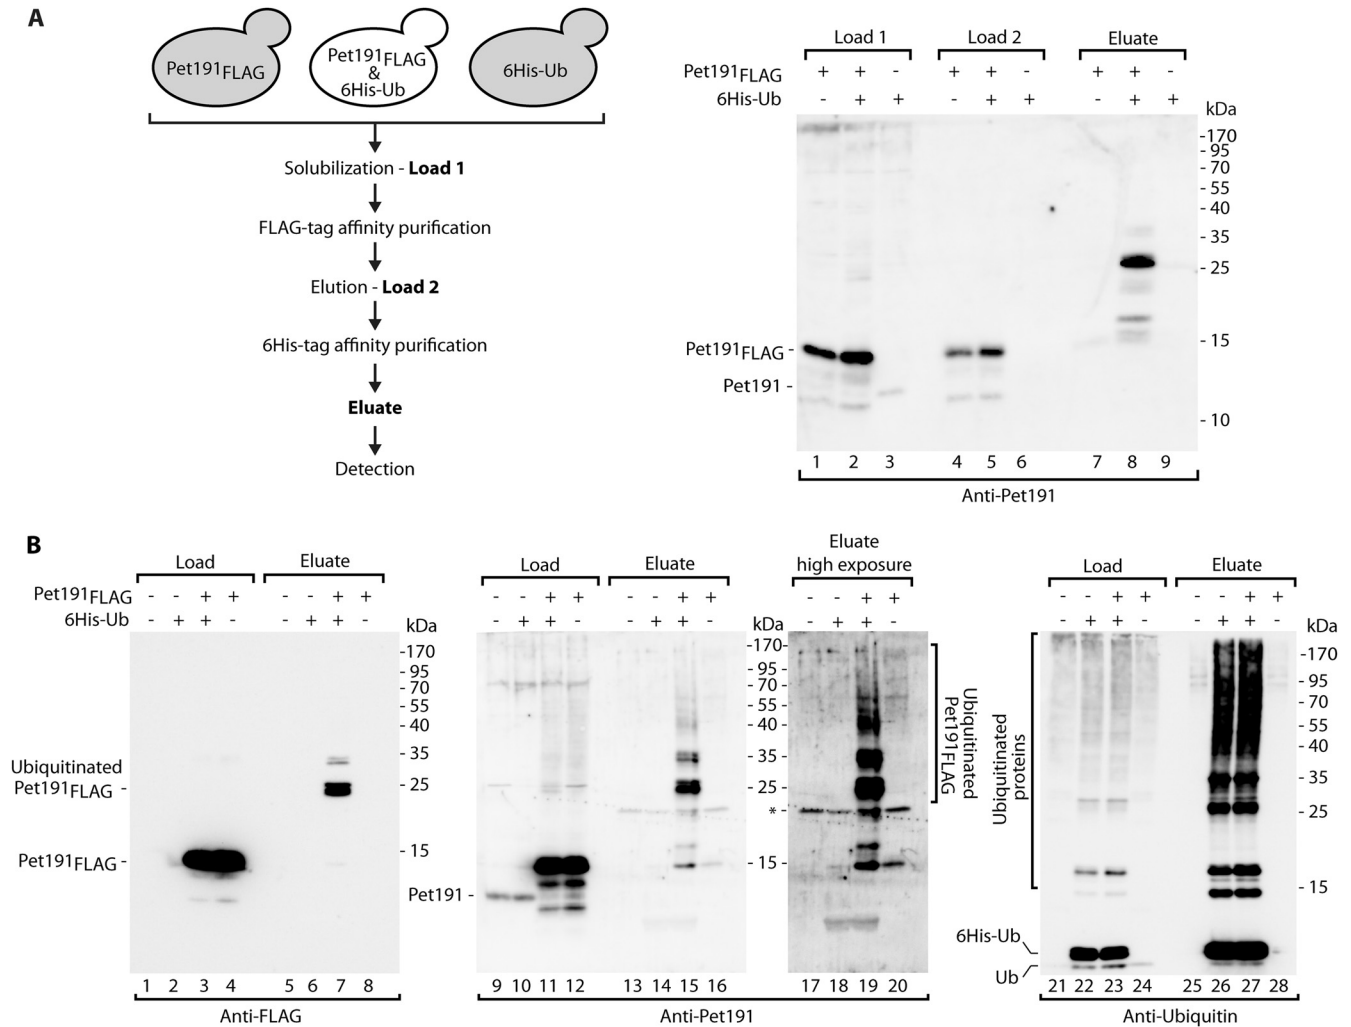 A
Pet191FLAG
Pet191FLAG
&
6His-Ub
6His-Ub
Solubilization - Load 1
FLAG-tag affinity purification
Elution - Load 2
6His-tag affinity purification
Eluate
Detection
Load 1 Load 2 Eluate
Pet191FLAG + + - + + - + + -
6His-Ub - + + - + + - + +
kDa
-170
- 95
- 70
- 55
- 40
- 35
- 25
- 15
- 10
Pet191FLAG -
Pet191 -
1 2 3 4 5 6 7 8 9
Anti-Pet191
B
Load Eluate
Pet191FLAG - - + + - - + +
6His-Ub - + + - - + + -
kDa
-170
- 95
- 70
- 55
- 40
- 35
- 25
- 15
Ubiquitinated
Pet191FLAG -
Pet191FLAG -
1 2 3 4 5 6 7 8
Anti-FLAG
Load Eluate Eluate
high exposure
- - + + - - + + - - + +
- + + - - + + - - + + -
kDa
-170-
- 95-
- 70-
- 55-
- 40-
- 35-
- 25-
*
- 15-
Pet191 -
Ubiquitinated
Pet191FLAG
9 10 11 12 13 14 15 16 17 18 19 20
Anti-Pet191
Load Eluate
- - + + - - + +
- + + - - + + -
kDa
- 170
- 95
- 70
- 55
- 40
- 35
- 25
- 15
Ubiquitinated
proteins
6His-Ub
Ub
21 22 23 24 25 26 27 28
Anti-Ubiquitin